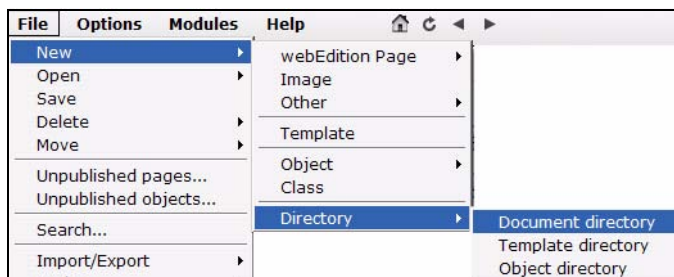 File Options Modules Help
New
Open
Save
Delete
Move
Unpublished pages...
Unpublished objects...
Search...
Import/Export
webEdition Page
Image
Other
Template
Object
Class
Directory
Document directory
Template directory
Object directory